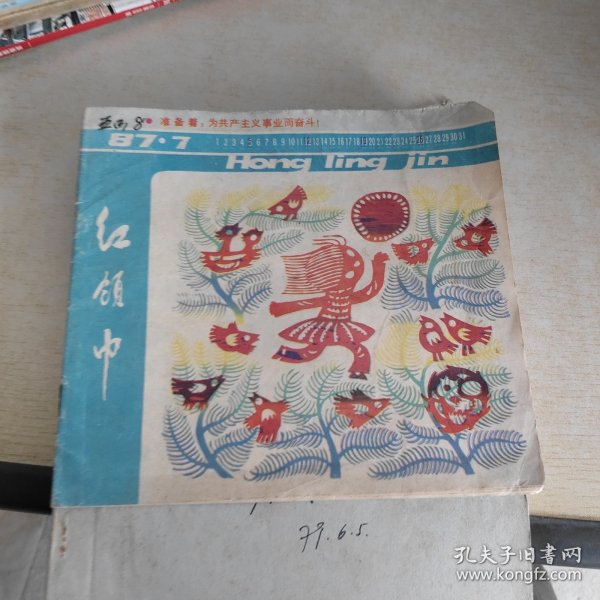 准备着,为共产主义事业而奋斗!
87·7
1 2 3 4 5 6 7 8 9 10 11 12 13 14 15 16 17 18 19 20 21 22 23 24 25 26 27 28 29 30 31
Hong ling jin
红领巾
79.6.5.
孔夫子旧书网
www.kongfz.com